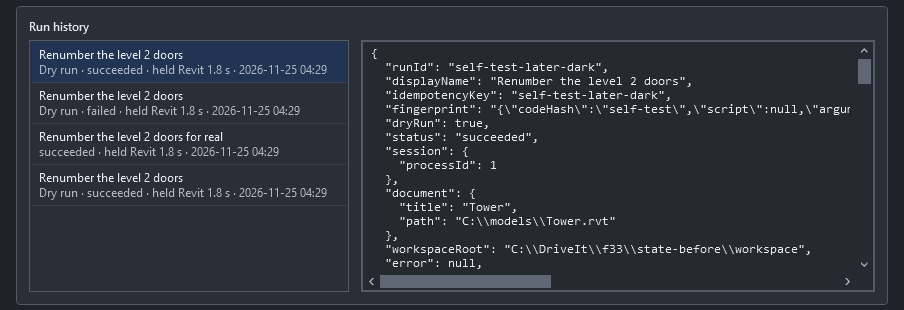 Run history
Renumber the level 2 doors
Dry run · succeeded · held Revit 1.8 s · 2026-11-25 04:29
Renumber the level 2 doors
Dry run · failed · held Revit 1.8 s · 2026-11-25 04:29
Renumber the level 2 doors for real
succeeded · held Revit 1.8 s · 2026-11-25 04:29
Renumber the level 2 doors
Dry run · succeeded · held Revit 1.8 s · 2026-11-25 04:29
{
"runId": "self-test-later-dark",
"displayName": "Renumber the level 2 doors",
"idempotencyKey": "self-test-later-dark",
"fingerprint": "{\"codeHash\":\"self-test\",\"script\":null,\"argun
"dryRun": true,
"status": "succeeded",
"session": {
"processId": 1
},
"document": {
"title": "Tower",
"path": "C:\\models\\Tower.rvt"
},
"workspaceRoot": "C:\\DriveIt\\f33\\state-before\\workspace",
"error": null,